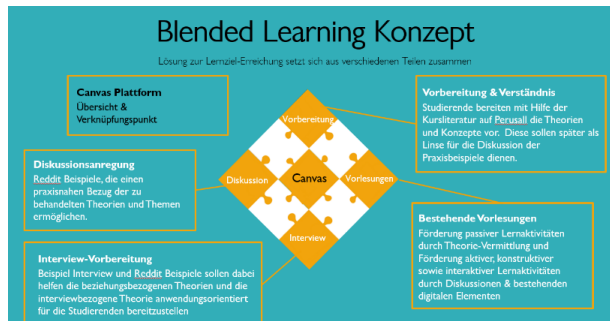 Blended Learning Konzept
Lösung zur Lernziel-Erreichung setzt sich aus verschiedenen Teilen zusammen
Canvas Plattform
Übersicht &
Verknüpfungspunkt
Vorbereitung & Verständnis
Studierende bereiten mit Hilfe der
Kursliteratur auf Perusall die Theorien
und Konzepte vor. Diese sollen später als
Linse für die Diskussion der
Praxisbeispiele dienen.
Vorbereitung
Diskussion
Canvas
Vorlesungen
Interview
Diskussionsanregung
Reddit Beispiele, die einen
praxisnahen Bezug der zu
behandelten Theorien und Themen
ermöglichen.
Bestehende Vorlesungen
Förderung passiver Lernaktivitäten
durch Theorie-Vermittlung und
Förderung aktiver, konstruktiver
sowie interaktiver Lernaktivitäten
durch Diskussionen & bestehenden
digitalen Elementen
Interview-Vorbereitung
Beispiel Interview und Reddit Beispiele sollen dabei
helfen die beziehungsbezogenen Theorien und die
interviewbezogene Theorie anwendungsorientiert
für die Studierenden bereitzustellen